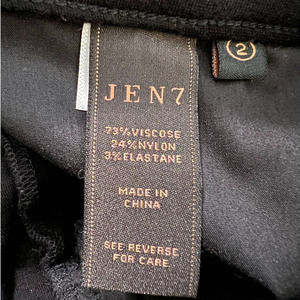 JEN7
2
73%VISCOSE
24%NYLON
3%ELASTANE
MADE IN
CHINA
SEE REVERSE
FOR CARE